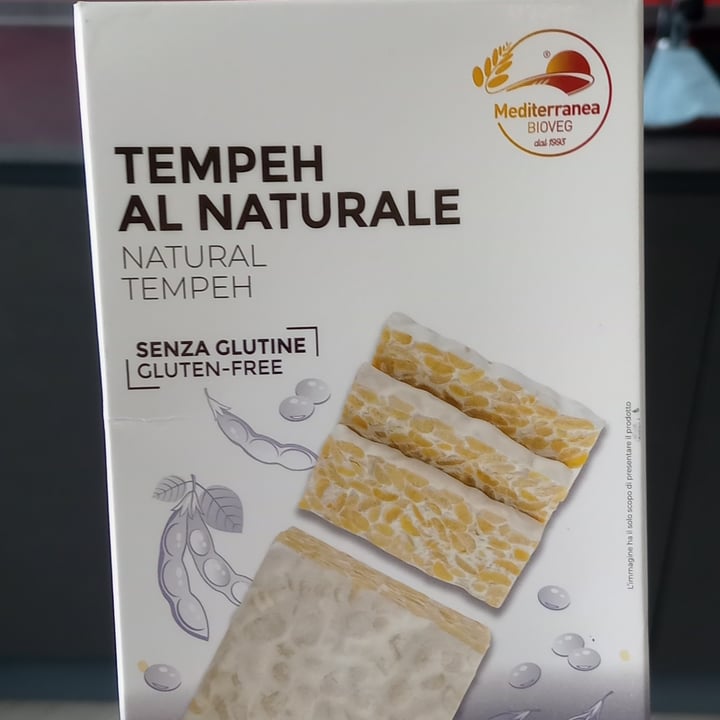 ®
Mediterranea
BIOVEG
dal 1993
TEMPEH
AL NATURALE
NATURAL
TEMPEH
SENZA GLUTINE
GLUTEN-FREE
L'immagine ha il solo scopo di presentare il prodotto